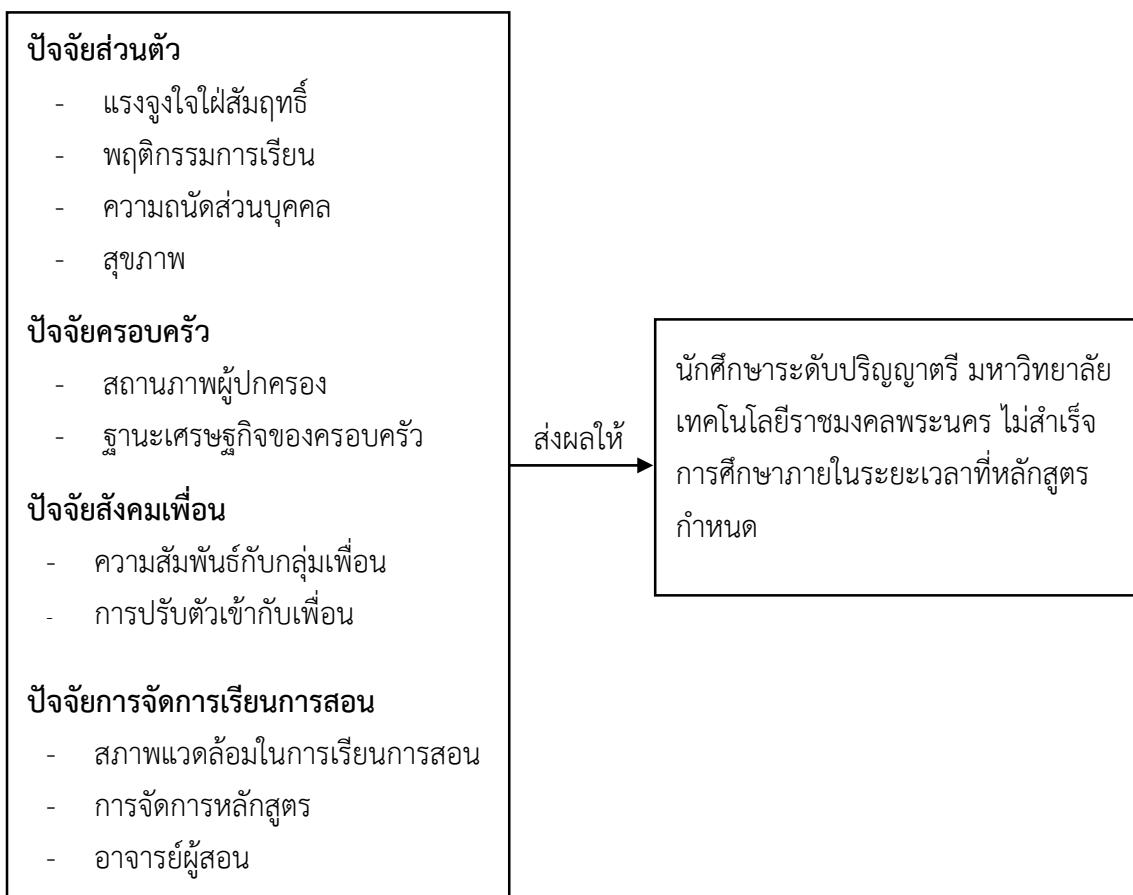 ปัจจัยส่วนตัว
- แรงจูงใจใฝ่สัมฤทธิ์
- พฤติกรรมการเรียน
- ความถนัดส่วนบุคคล
- สุขภาพ
ปัจจัยครอบครัว
- สถานภาพผู้ปกครอง
- ฐานะเศรษฐกิจของครอบครัว
ปัจจัยสังคมเพื่อน
- ความสัมพันธ์กับกลุ่มเพื่อน
- การปรับตัวเข้ากับเพื่อน
ปัจจัยการจัดการเรียนการสอน
- สภาพแวดล้อมในการเรียนการสอน
- การจัดการหลักสูตร
- อาจารย์ผู้สอน
ส่งผลให้
นักศึกษาระดับปริญญาตรี มหาวิทยาลัย
เทคโนโลยีราชมงคลพระนคร ไม่สำเร็จ
การศึกษาภายในระยะเวลาที่หลักสูตร
กำหนด